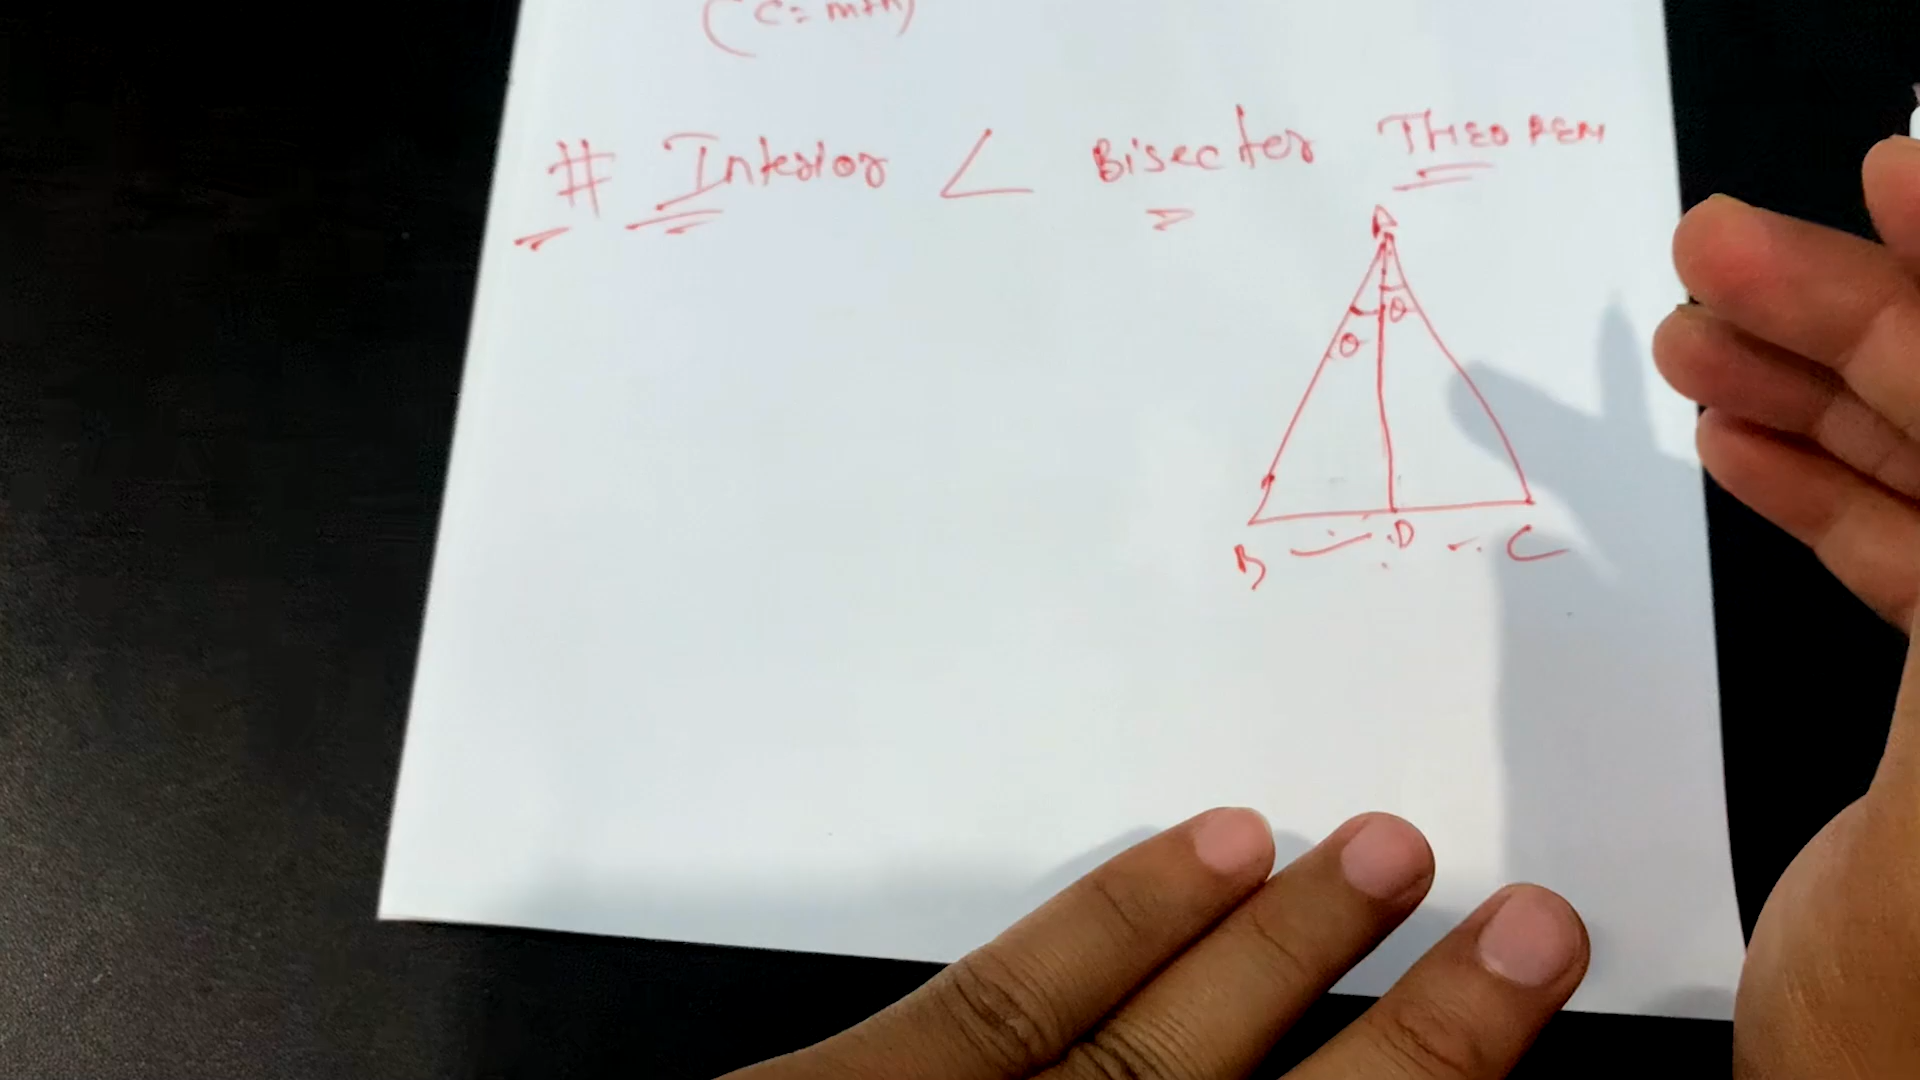 (c = m+n)
# Interior ∠ Bisector THEOREM
A
θ
θ
B D C